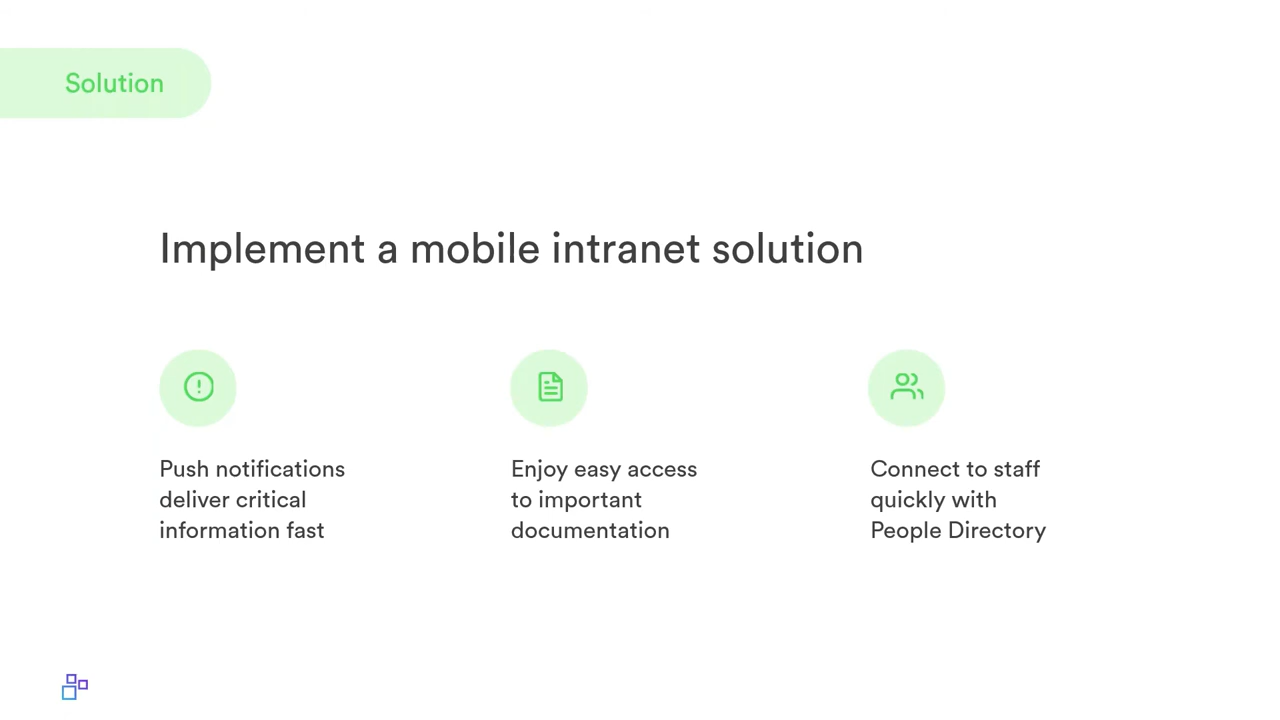 Solution
Implement a mobile intranet solution
Push notifications
deliver critical
information fast
Enjoy easy access
to important
documentation
Connect to staff
quickly with
People Directory